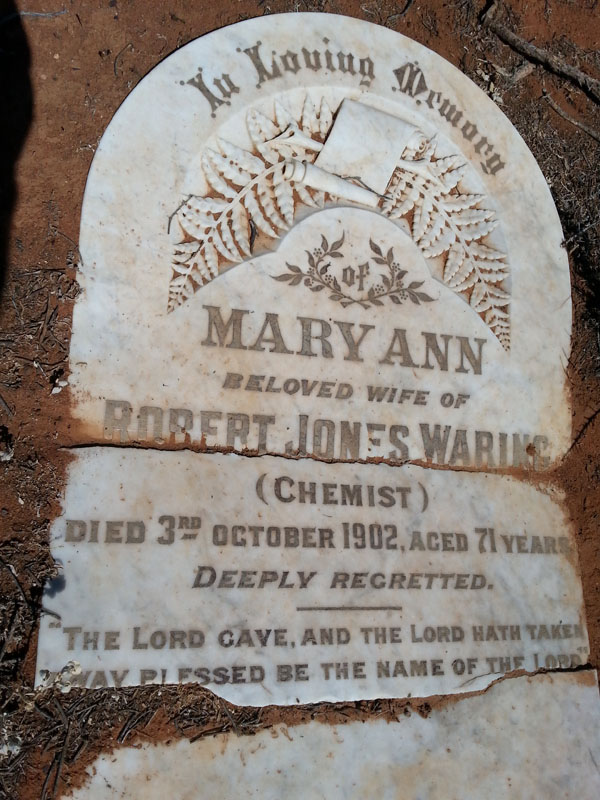 In Loving Memory
of
MARY ANN
BELOVED WIFE OF
ROBERT JONES WARING
(CHEMIST)
DIED 3RD OCTOBER 1902, AGED 71 YEARS
DEEPLY REGRETTED.
"THE LORD GAVE, AND THE LORD HATH TAKEN
AWAY BLESSED BE THE NAME OF THE LORD"